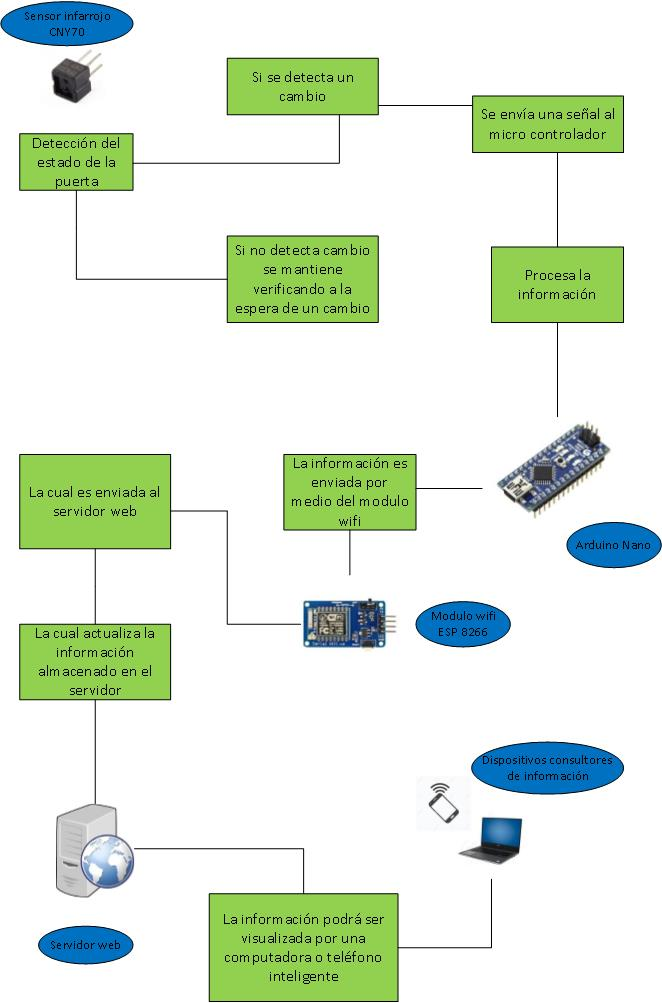 Sensor infarrojo
CNY70
Si se detecta un
cambio
Se envía una señal al
micro controlador
Detección del
estado de la
puerta
Si no detecta cambio
se mantiene
verificando a la
espera de un cambio
Procesa la
información
La información es
enviada por
medio del modulo
wifi
La cual es enviada al
servidor web
Arduino Nano
Modulo wifi
ESP 8266
La cual actualiza la
información
almacenado en el
servidor
Dispositivos consultores
de información
La información podrá ser
visualizada por una
computadora o teléfono
inteligente
Servidor web